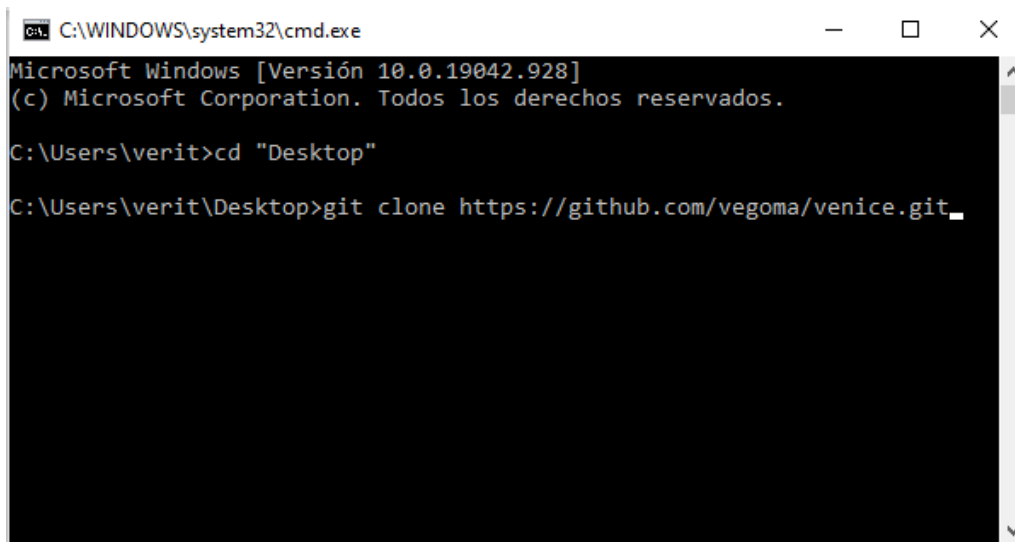 C:\WINDOWS\system32\cmd.exe
Microsoft Windows [Versión 10.0.19042.928]
(c) Microsoft Corporation. Todos los derechos reservados.
C:\Users\verit>cd "Desktop"
C:\Users\verit\Desktop>git clone https://github.com/vegoma/venice.git